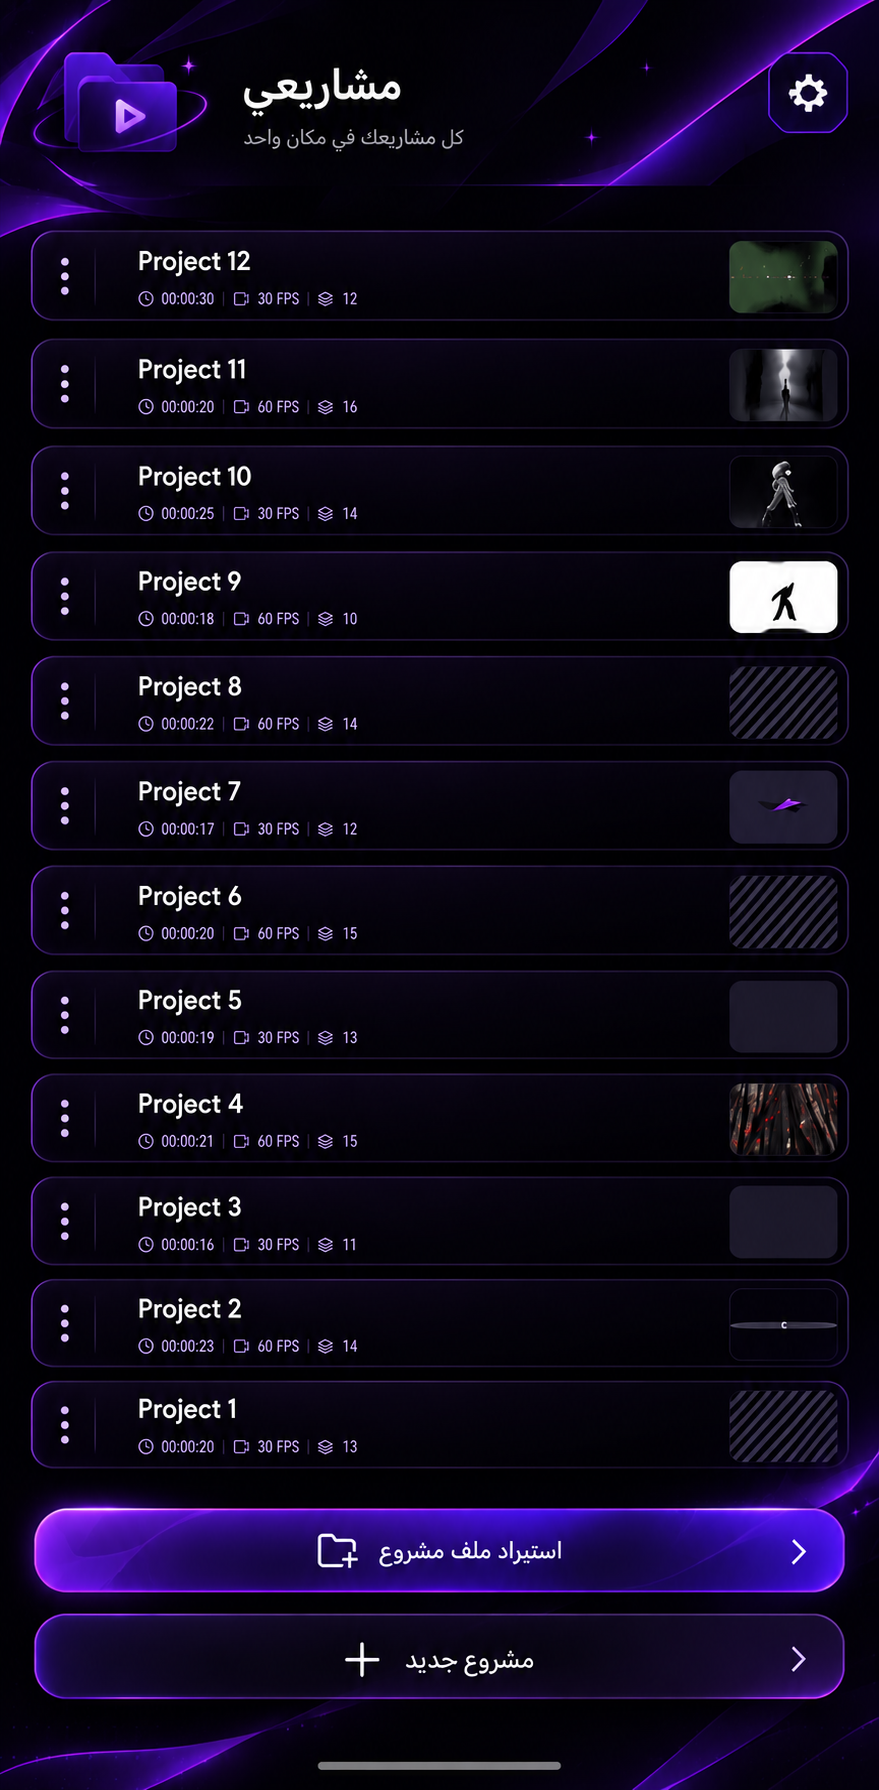 مشاريعي
كل مشاريعك في مكان واحد
Project 12
00:00:30 | 30 FPS | 12
Project 11
00:00:20 | 60 FPS | 16
Project 10
00:00:25 | 30 FPS | 14
Project 9
00:00:18 | 60 FPS | 10
Project 8
00:00:22 | 60 FPS | 14
Project 7
00:00:17 | 30 FPS | 12
Project 6
00:00:20 | 60 FPS | 15
Project 5
00:00:19 | 30 FPS | 13
Project 4
00:00:21 | 60 FPS | 15
Project 3
00:00:16 | 30 FPS | 11
Project 2
00:00:23 | 60 FPS | 14
C
Project 1
00:00:20 | 30 FPS | 13
استيراد ملف مشروع
مشروع جديد